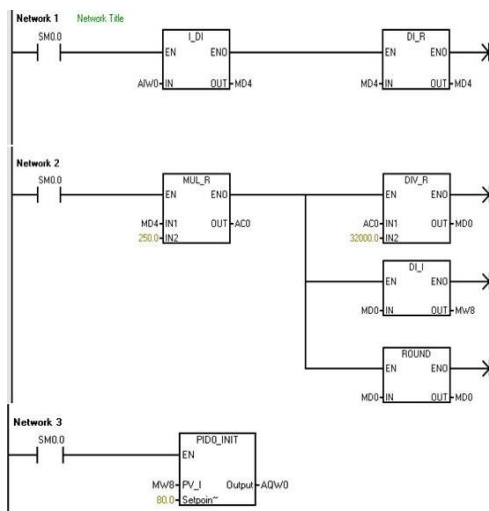 Network 1 Network Title
SM0.0
I_DI
DI_R
EN ENO
EN ENO
AIW0 IN OUT MD4
MD4 IN OUT MD4
Network 2
SM0.0
MUL_R
DIV_R
EN ENO
EN ENO
MD4 IN1 OUT AC0
250.0 IN2
AC0 IN1 OUT MD0
32000.0 IN2
DI_I
EN ENO
MD0 IN OUT MW8
ROUND
EN ENO
MD0 IN OUT MD0
Network 3
SM0.0
PID0_INIT
EN
MW8 PV_I Output AQW0
80.0 Setpoin~